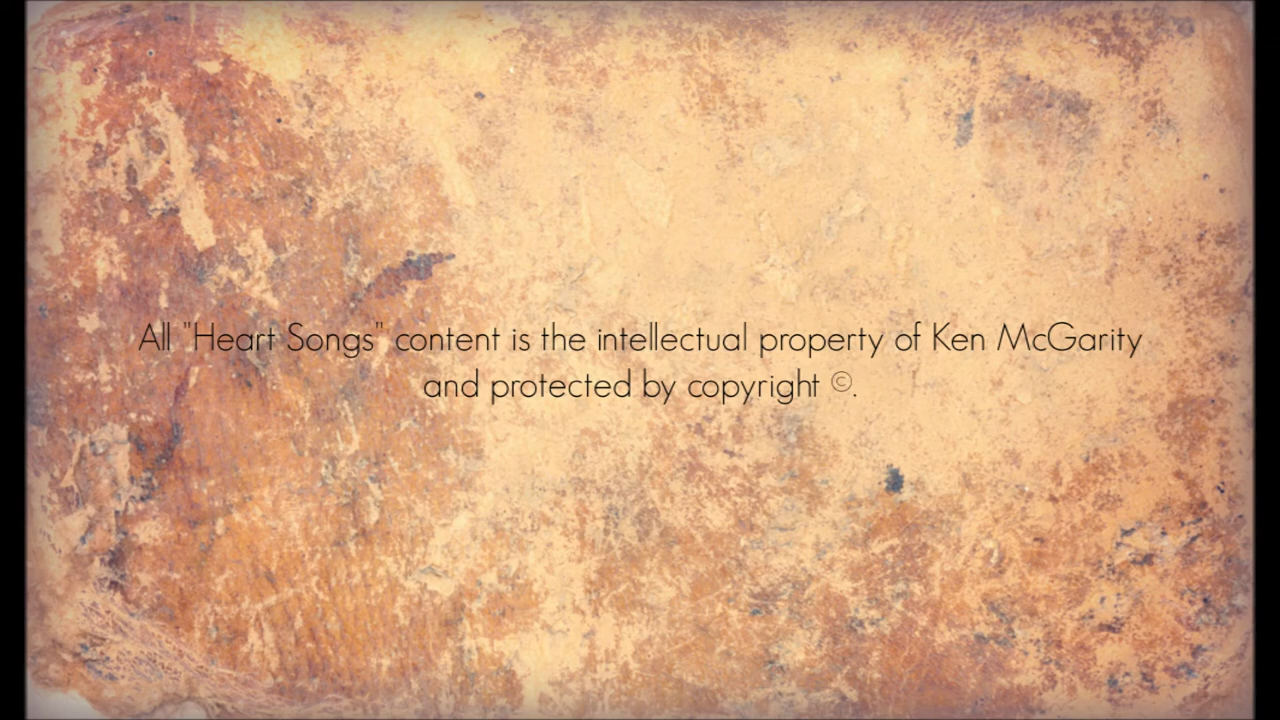 All "Heart Songs" content is the intellectual property of Ken McGarity
and protected by copyright ©.